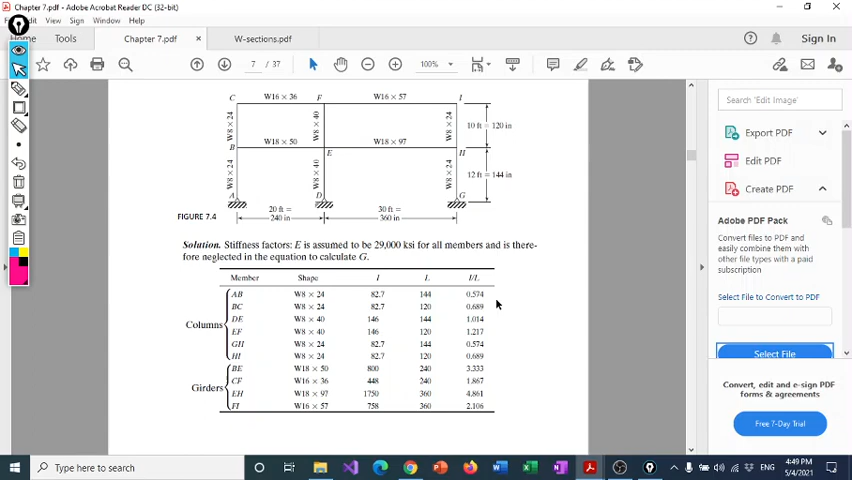 Chapter 7.pdf - Adobe Acrobat Reader DC (32-bit)
View Sign Window Help
Home Tools Chapter 7.pdf × W-sections.pdf Sign In
7 / 37 100%
C W16 × 36 F W16 × 57 I
W8 × 24 W8 × 40 W8 × 24 10 ft = 120 in
B W18 × 50 E W18 × 97 H
W8 × 24 W8 × 40 W8 × 24 12 ft = 144 in
A D G
20 ft = 30 ft =
240 in 360 in
FIGURE 7.4
Solution. Stiffness factors: E is assumed to be 29,000 ksi for all members and is there-
fore neglected in the equation to calculate G.
Member Shape I L I/L
AB W8 × 24 82.7 144 0.574
BC W8 × 24 82.7 120 0.689
DE W8 × 40 146 144 1.014
Columns
EF W8 × 40 146 120 1.217
GH W8 × 24 82.7 144 0.574
HI W8 × 24 82.7 120 0.689
BE W18 × 50 800 240 3.333
CF W16 × 36 448 240 1.867
Girders
EH W18 × 97 1750 360 4.861
FI W16 × 57 758 360 2.106
Search 'Edit Image'
Export PDF
Edit PDF
Create PDF
Adobe PDF Pack
Convert files to PDF and
easily combine them with
other file types with a paid
subscription
Select File to Convert to PDF
Select File
Convert, edit and e-sign PDF
forms & agreements
Free 7-Day Trial
Type here to search
ENG
4:49 PM
5/4/2021